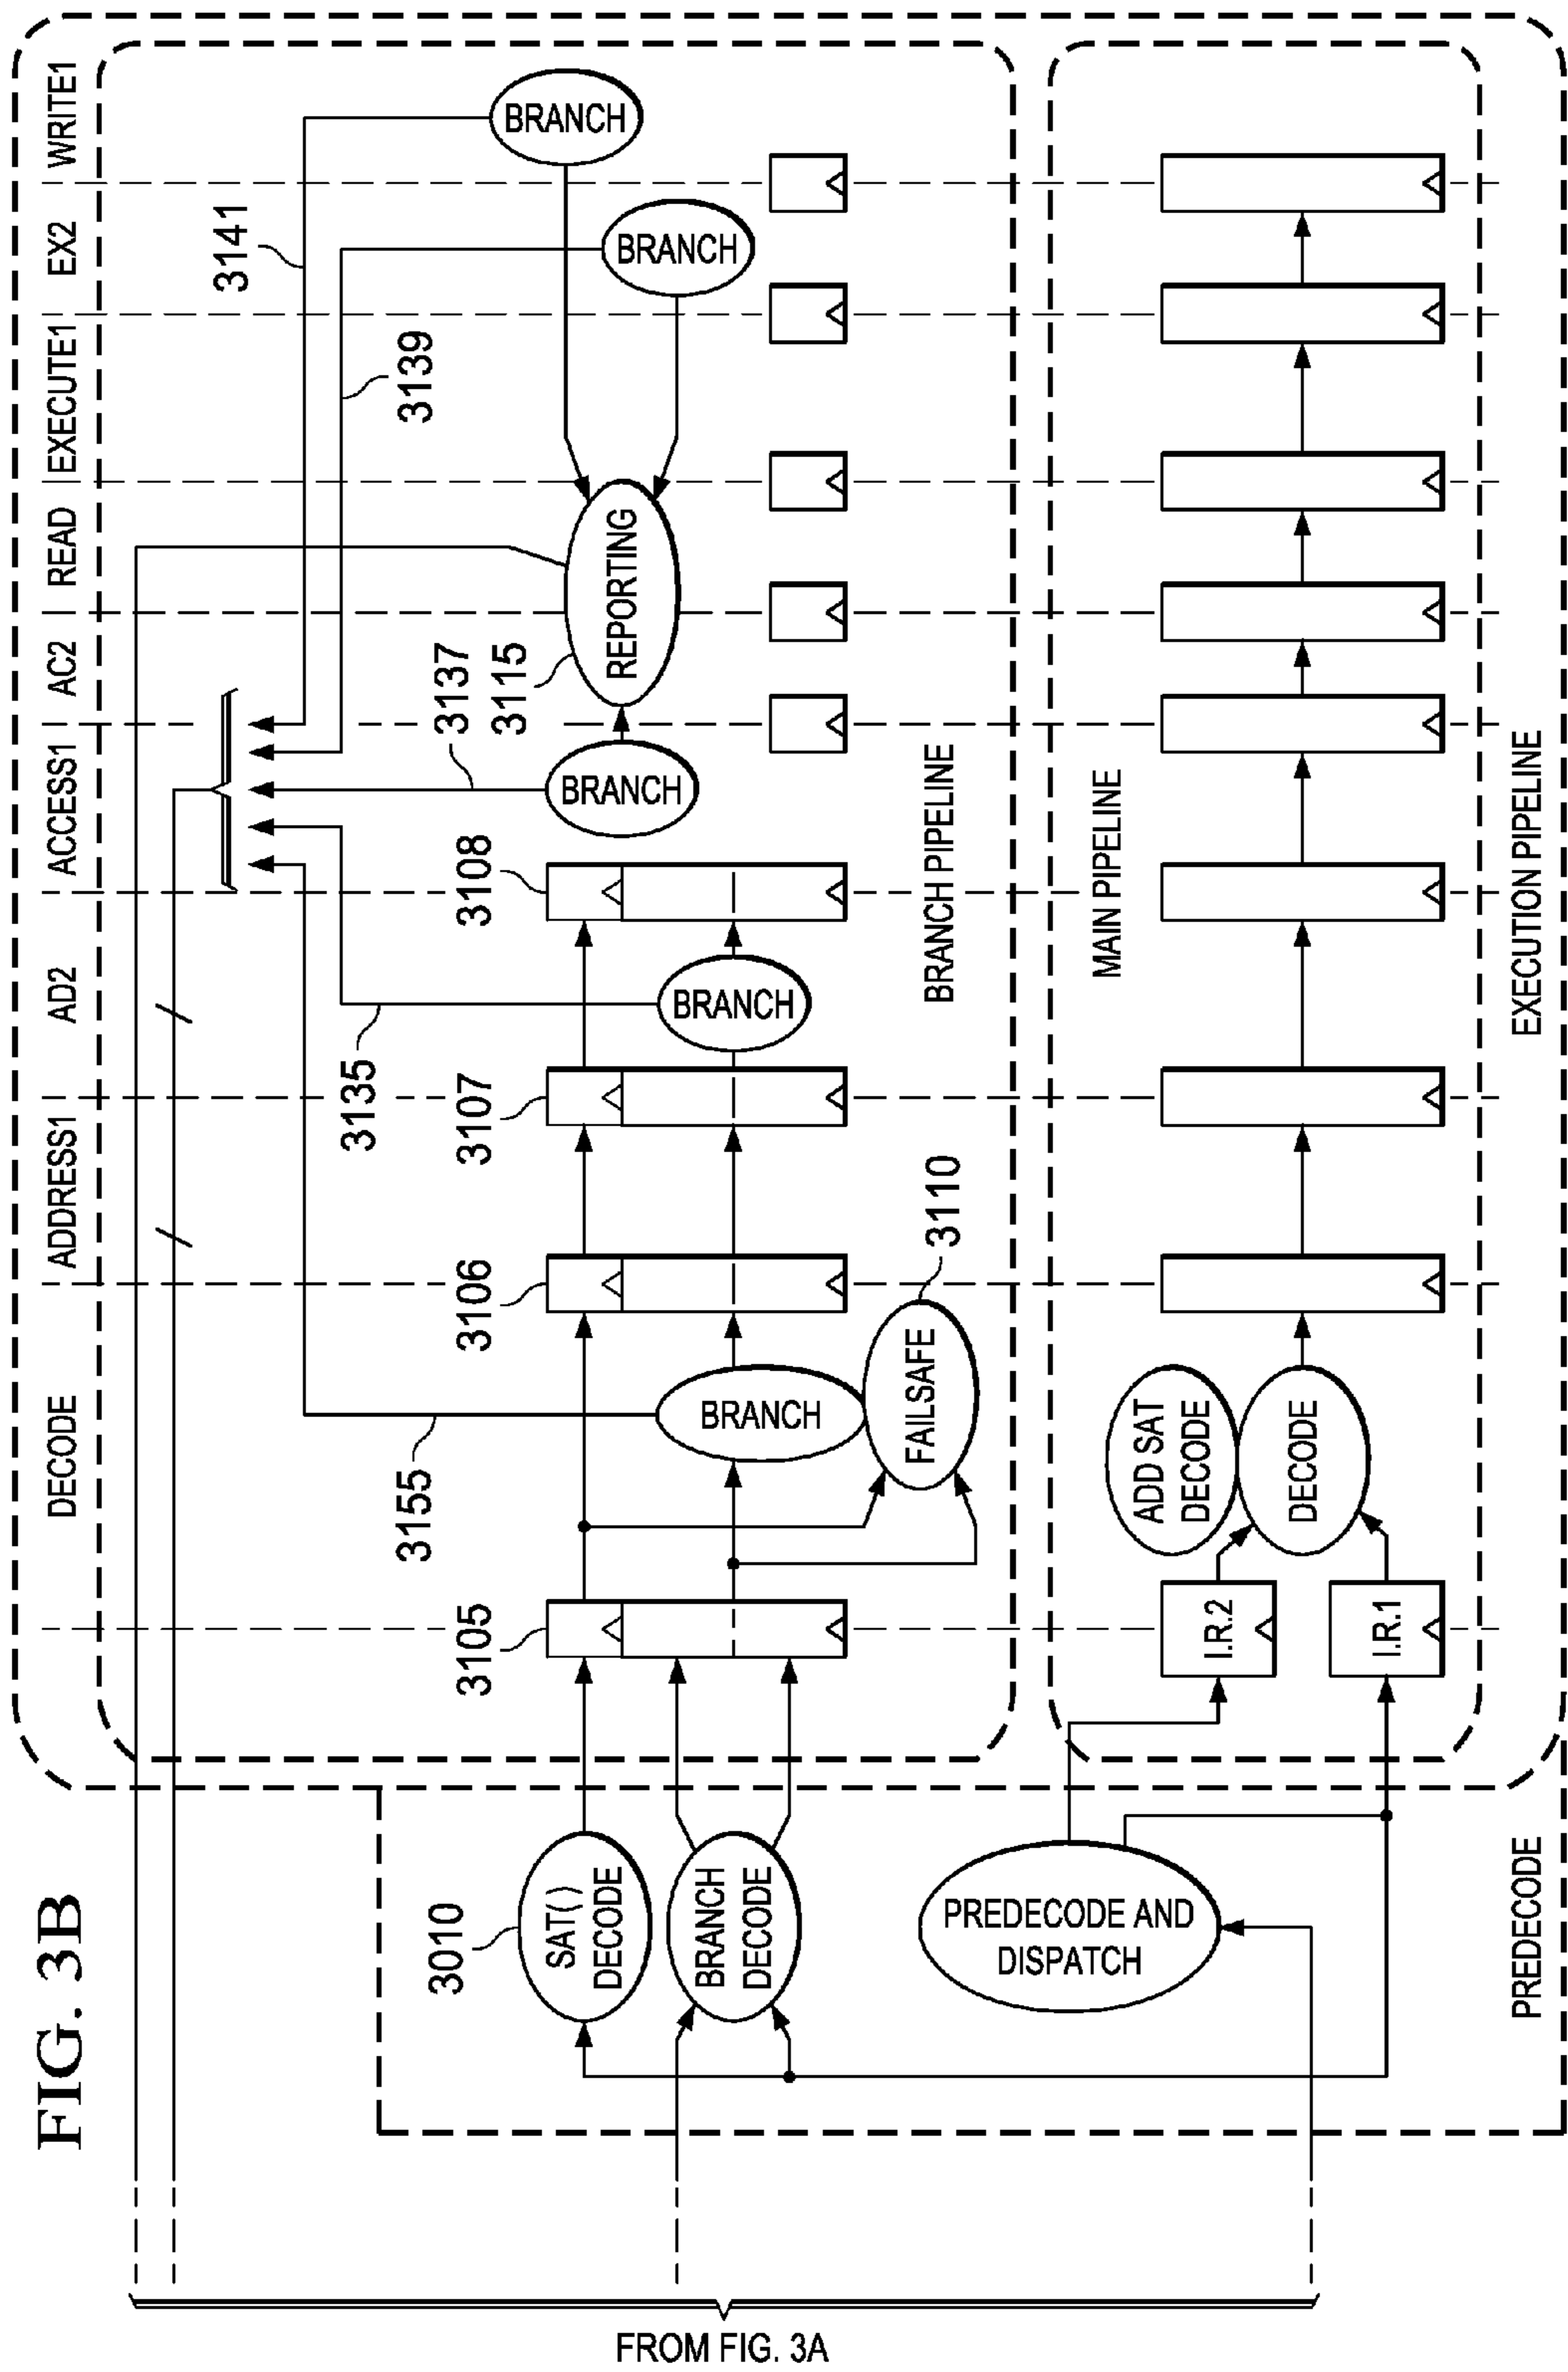 FIG. 3B
DECODE
ADDRESS1
AD2
ACCESS1
AC2
READ
EXECUTE1
EX2
WRITE1
3141
3139
3137
3115
3135
3155
BRANCH
BRANCH
REPORTING
BRANCH
BRANCH
BRANCH
FAILSAFE
3110
3105
3106
3107
3108
3010
SAT( )
DECODE
BRANCH
DECODE
BRANCH PIPELINE
MAIN PIPELINE
PREDECODE AND
DISPATCH
I.R.2
I.R.1
ADD SAT
DECODE
DECODE
PREDECODE
EXECUTION PIPELINE
FROM FIG. 3A